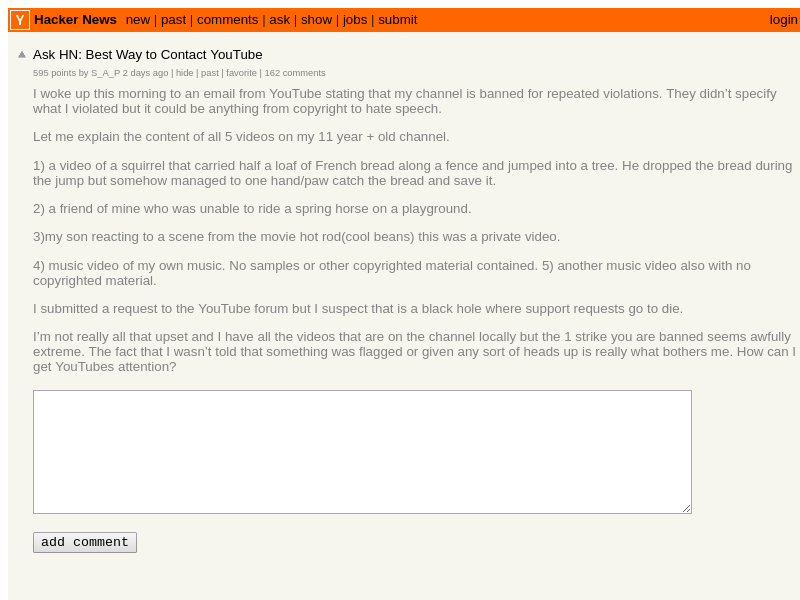 Y Hacker News new | past | comments | ask | show | jobs | submit login
Ask HN: Best Way to Contact YouTube
595 points by S_A_P 2 days ago | hide | past | favorite | 162 comments
I woke up this morning to an email from YouTube stating that my channel is banned for repeated violations. They didn’t specify
what I violated but it could be anything from copyright to hate speech.
Let me explain the content of all 5 videos on my 11 year + old channel.
1) a video of a squirrel that carried half a loaf of French bread along a fence and jumped into a tree. He dropped the bread during
the jump but somehow managed to one hand/paw catch the bread and save it.
2) a friend of mine who was unable to ride a spring horse on a playground.
3)my son reacting to a scene from the movie hot rod(cool beans) this was a private video.
4) music video of my own music. No samples or other copyrighted material contained. 5) another music video also with no
copyrighted material.
I submitted a request to the YouTube forum but I suspect that is a black hole where support requests go to die.
I’m not really all that upset and I have all the videos that are on the channel locally but the 1 strike you are banned seems awfully
extreme. The fact that I wasn’t told that something was flagged or given any sort of heads up is really what bothers me. How can I
get YouTubes attention?
add comment